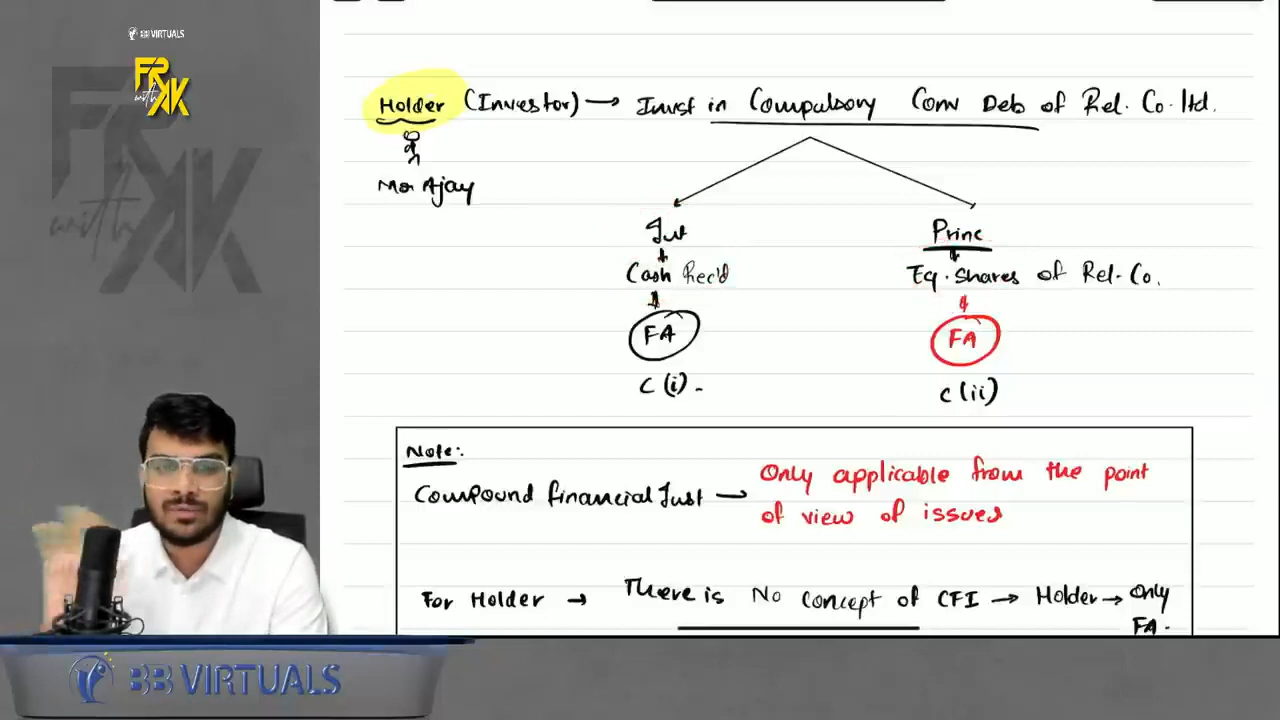 BB VIRTUALS
FR
with
KK
Holder (Investor) → Invst in Compulsory Conv Deb of Rel. Co. ltd.
Mr Ajay
Int
Princ
Cash Rec'd
Eq. Shares of Rel. Co.
FA
FA
C (i)
C (ii)
Note:
Compound financial Inst → Only applicable from the point
of view of issuer
For Holder → There is No concept of CFI → Holder → Only
FA.
BB VIRTUALS